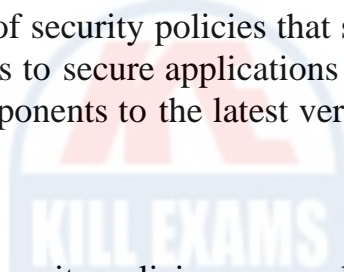 of security policies that s
s to secure applications
ponents to the latest ver
KILL EXAMS